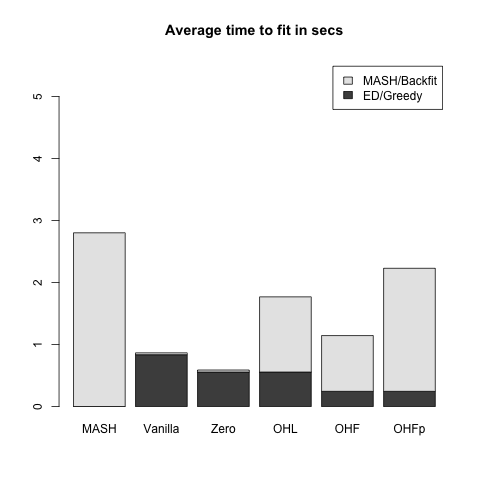 Average time to fit in secs
MASH/Backfit
ED/Greedy
5
4
3
2
1
0
MASH Vanilla Zero OHL OHF OHFp